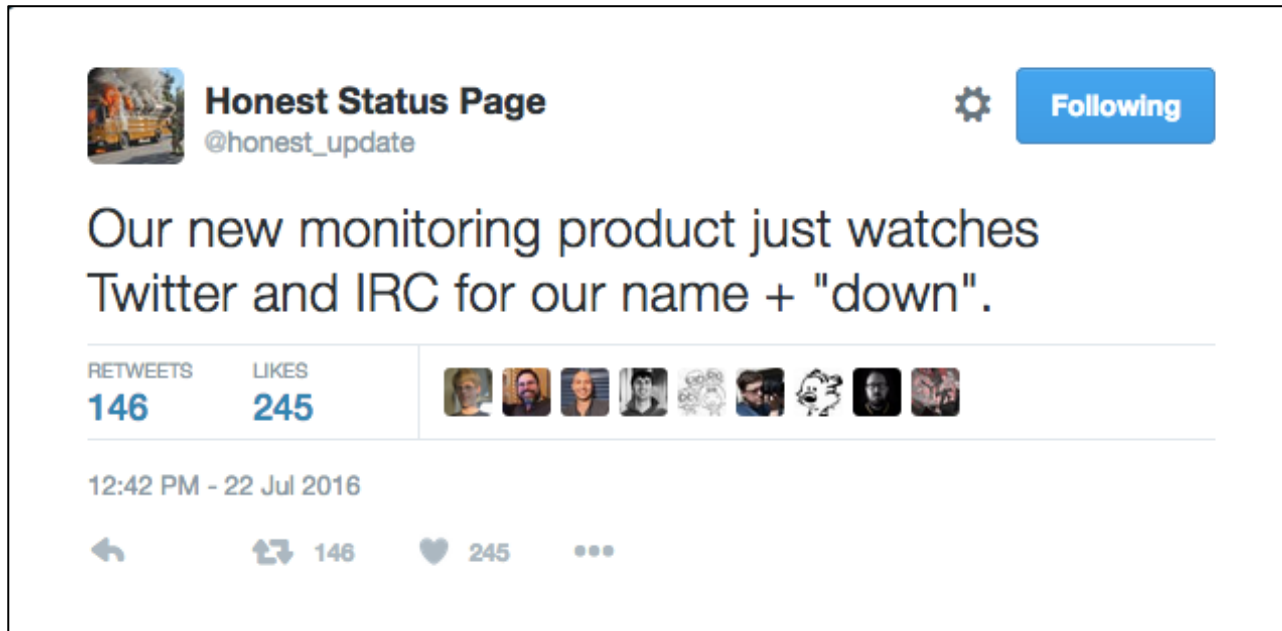 Honest Status Page
@honest_update
Following
Our new monitoring product just watches
Twitter and IRC for our name + "down".
RETWEETS LIKES
146 245
12:42 PM - 22 Jul 2016
146 245